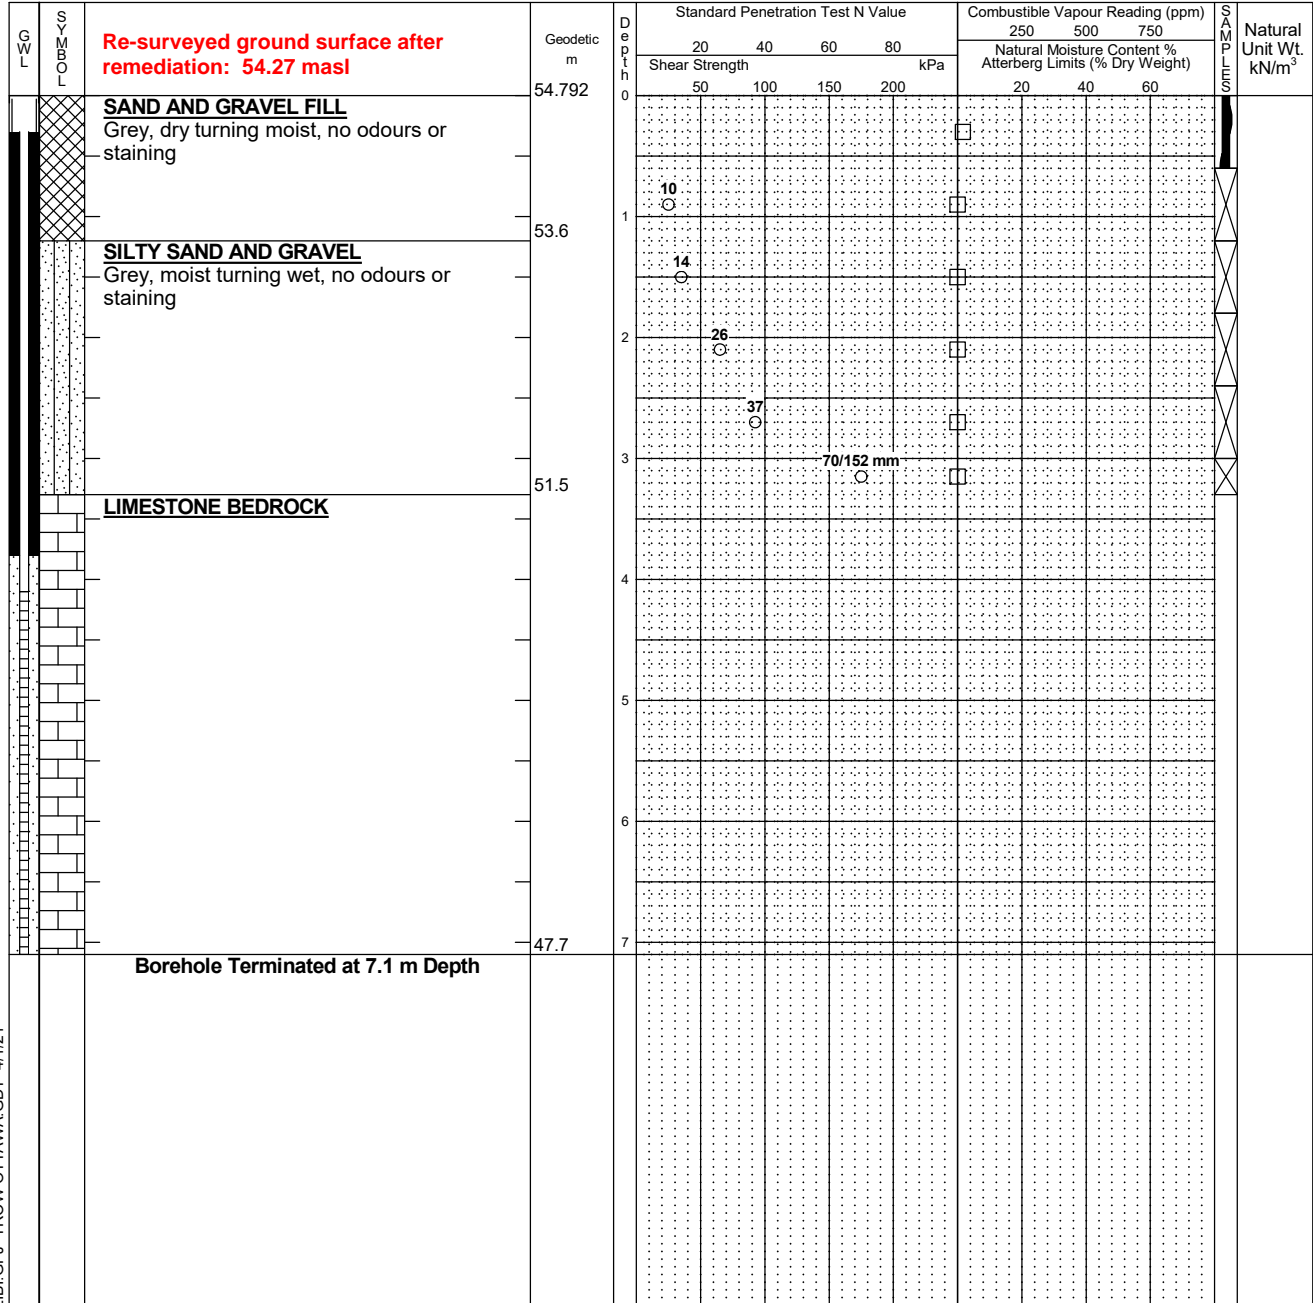 GWL
SYMBOL
Re-surveyed ground surface after
remediation: 54.27 masl
Geodetic
m
54.792
Depth
Standard Penetration Test N Value
20 40 60 80
Shear Strength kPa
50 100 150 200
Combustible Vapour Reading (ppm)
250 500 750
Natural Moisture Content %
Atterberg Limits (% Dry Weight)
20 40 60
SAMPLES
Natural
Unit Wt.
kN/m³
0
SAND AND GRAVEL FILL
Grey, dry turning moist, no odours or
staining
10
1
53.6
SILTY SAND AND GRAVEL
Grey, moist turning wet, no odours or
staining
14
2
26
37
3
70/152 mm
51.5
LIMESTONE BEDROCK
4
5
6
7
47.7
Borehole Terminated at 7.1 m Depth